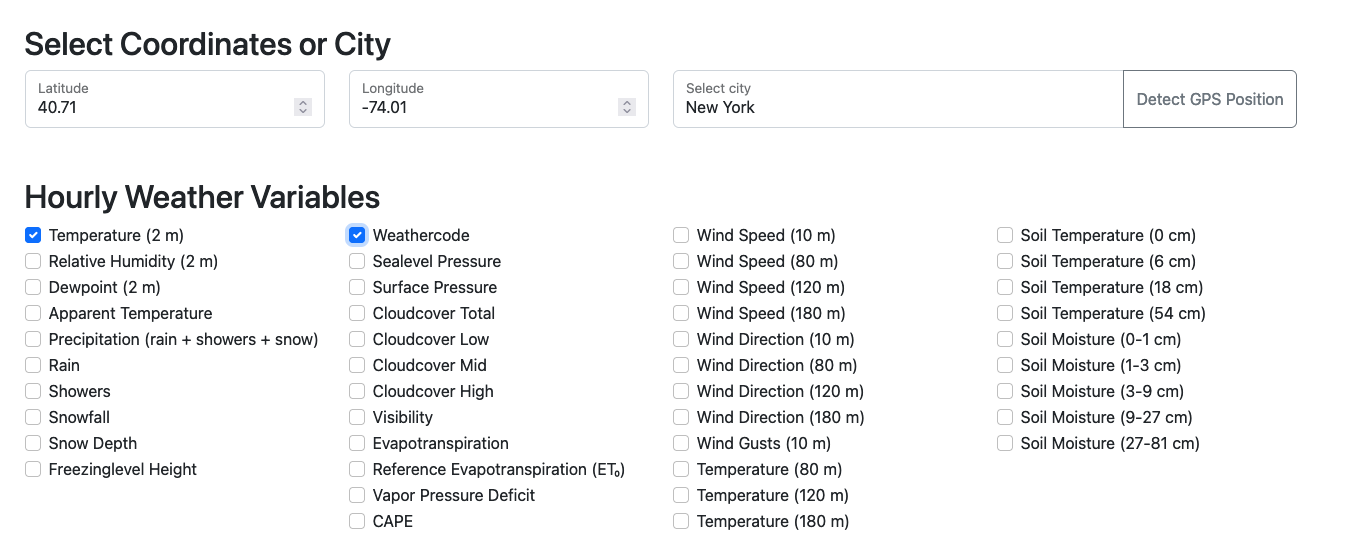 Select Coordinates or City
Latitude
40.71
Longitude
-74.01
Select city
New York
Detect GPS Position
Hourly Weather Variables
Temperature (2 m)
Relative Humidity (2 m)
Dewpoint (2 m)
Apparent Temperature
Precipitation (rain + showers + snow)
Rain
Showers
Snowfall
Snow Depth
Freezinglevel Height
Weathercode
Sealevel Pressure
Surface Pressure
Cloudcover Total
Cloudcover Low
Cloudcover Mid
Cloudcover High
Visibility
Evapotranspiration
Reference Evapotranspiration (ET₀)
Vapor Pressure Deficit
CAPE
Wind Speed (10 m)
Wind Speed (80 m)
Wind Speed (120 m)
Wind Speed (180 m)
Wind Direction (10 m)
Wind Direction (80 m)
Wind Direction (120 m)
Wind Direction (180 m)
Wind Gusts (10 m)
Temperature (80 m)
Temperature (120 m)
Temperature (180 m)
Soil Temperature (0 cm)
Soil Temperature (6 cm)
Soil Temperature (18 cm)
Soil Temperature (54 cm)
Soil Moisture (0-1 cm)
Soil Moisture (1-3 cm)
Soil Moisture (3-9 cm)
Soil Moisture (9-27 cm)
Soil Moisture (27-81 cm)